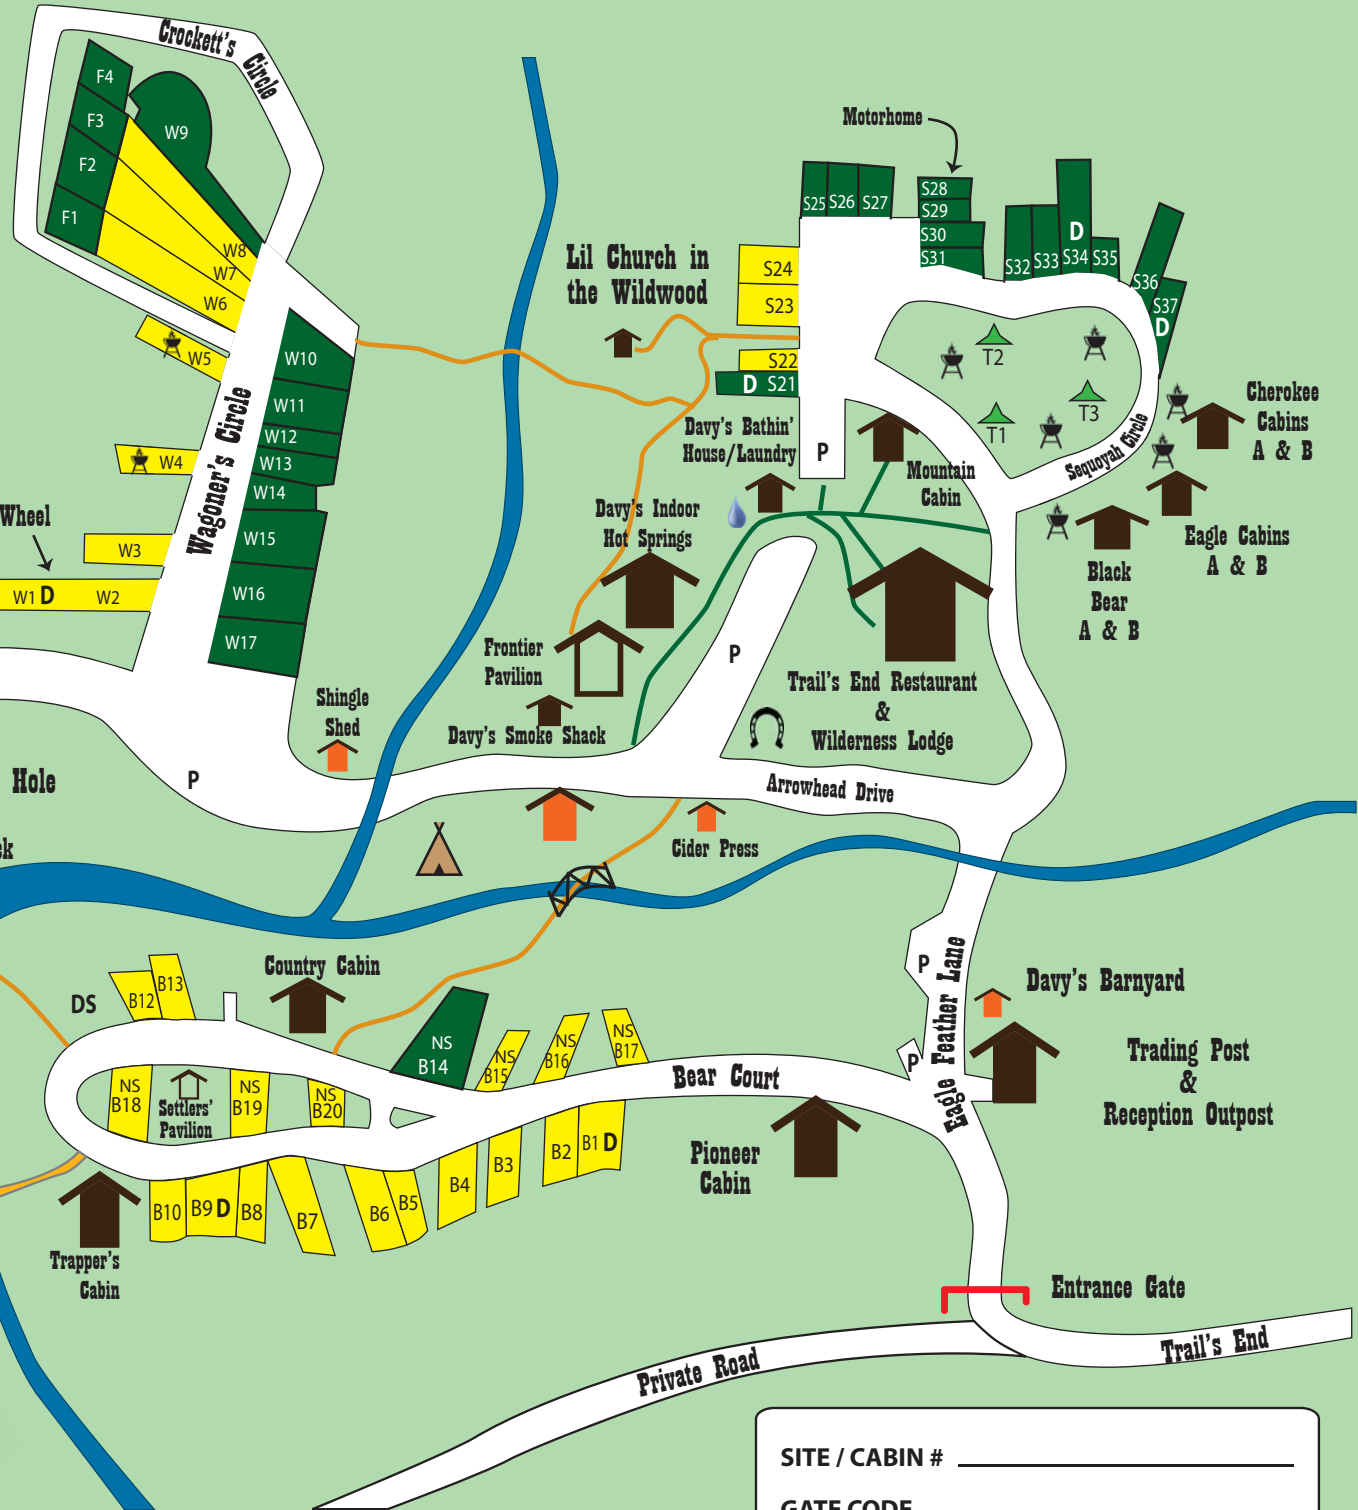 Crockett's Circle
F4
F3
F2
F1
W9
W8
W7
W6
W5
W4
W3
Wheel
W1 D W2
Wagoner's Circle
W10
W11
W12
W13
W14
W15
W16
W17
Motorhome
S25 S26 S27
S28
S29
S30
S31
S32 S33 S34 S35
D
S36
S37
D
Lil Church in
the Wildwood
S24
S23
S22
D S21
T2
T3
T1
Sequoyah Circle
Cherokee
Cabins
A & B
Eagle Cabins
A & B
Black
Bear
A & B
Davy's Bathin'
House/Laundry
P
Mountain
Cabin
Davy's Indoor
Hot Springs
Frontier
Pavilion
Davy's Smoke Shack
P
Trail's End Restaurant
&
Wilderness Lodge
Shingle
Shed
Hole
P
Arrowhead Drive
Cider Press
Country Cabin
DS
B12
B13
NS
B14
NS
B15
NS
B16
NS
B17
P
Eagle Feather Lane
P
Davy's Barnyard
Trading Post
&
Reception Outpost
Bear Court
NS
B18
Settlers'
Pavilion
NS
B19
NS
B20
B10 B9 D B8
B7
B6 B5
B4
B3
B2
B1 D
Pioneer
Cabin
Trapper's
Cabin
Entrance Gate
Trail's End
Private Road
SITE / CABIN #
GATE CODE